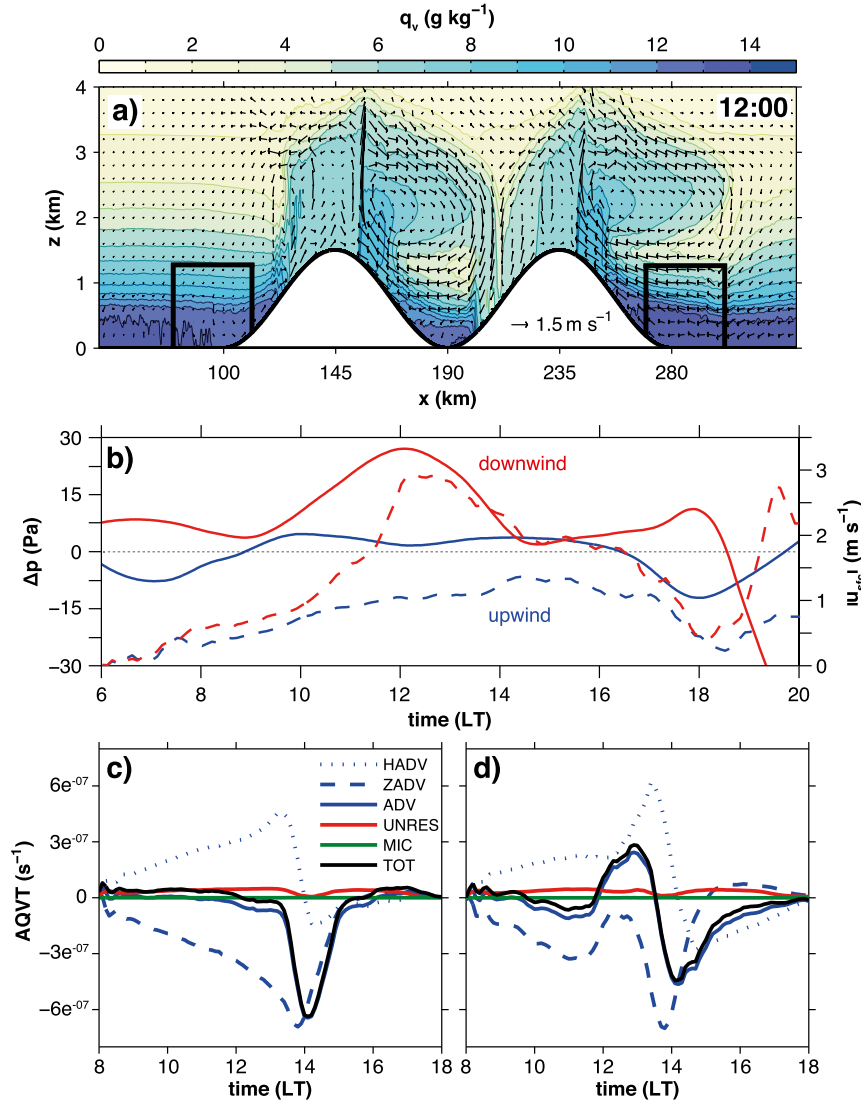 q_v (g kg⁻¹)
0 2 4 6 8 10 12 14
a)
12:00
4
3
2
1
0
z (km)
→ 1.5 m s⁻¹
100 145 190 235 280
x (km)
b)
30
15
0
−15
−30
Δp (Pa)
downwind
upwind
3
2
1
0
|u_sfc| (m s⁻¹)
6 8 10 12 14 16 18 20
time (LT)
c)
HADV
ZADV
ADV
UNRES
MIC
TOT
d)
6e⁻⁰⁷
3e⁻⁰⁷
0
−3e⁻⁰⁷
−6e⁻⁰⁷
AQVT (s⁻¹)
8 10 12 14 16 18
time (LT)
8 10 12 14 16 18
time (LT)